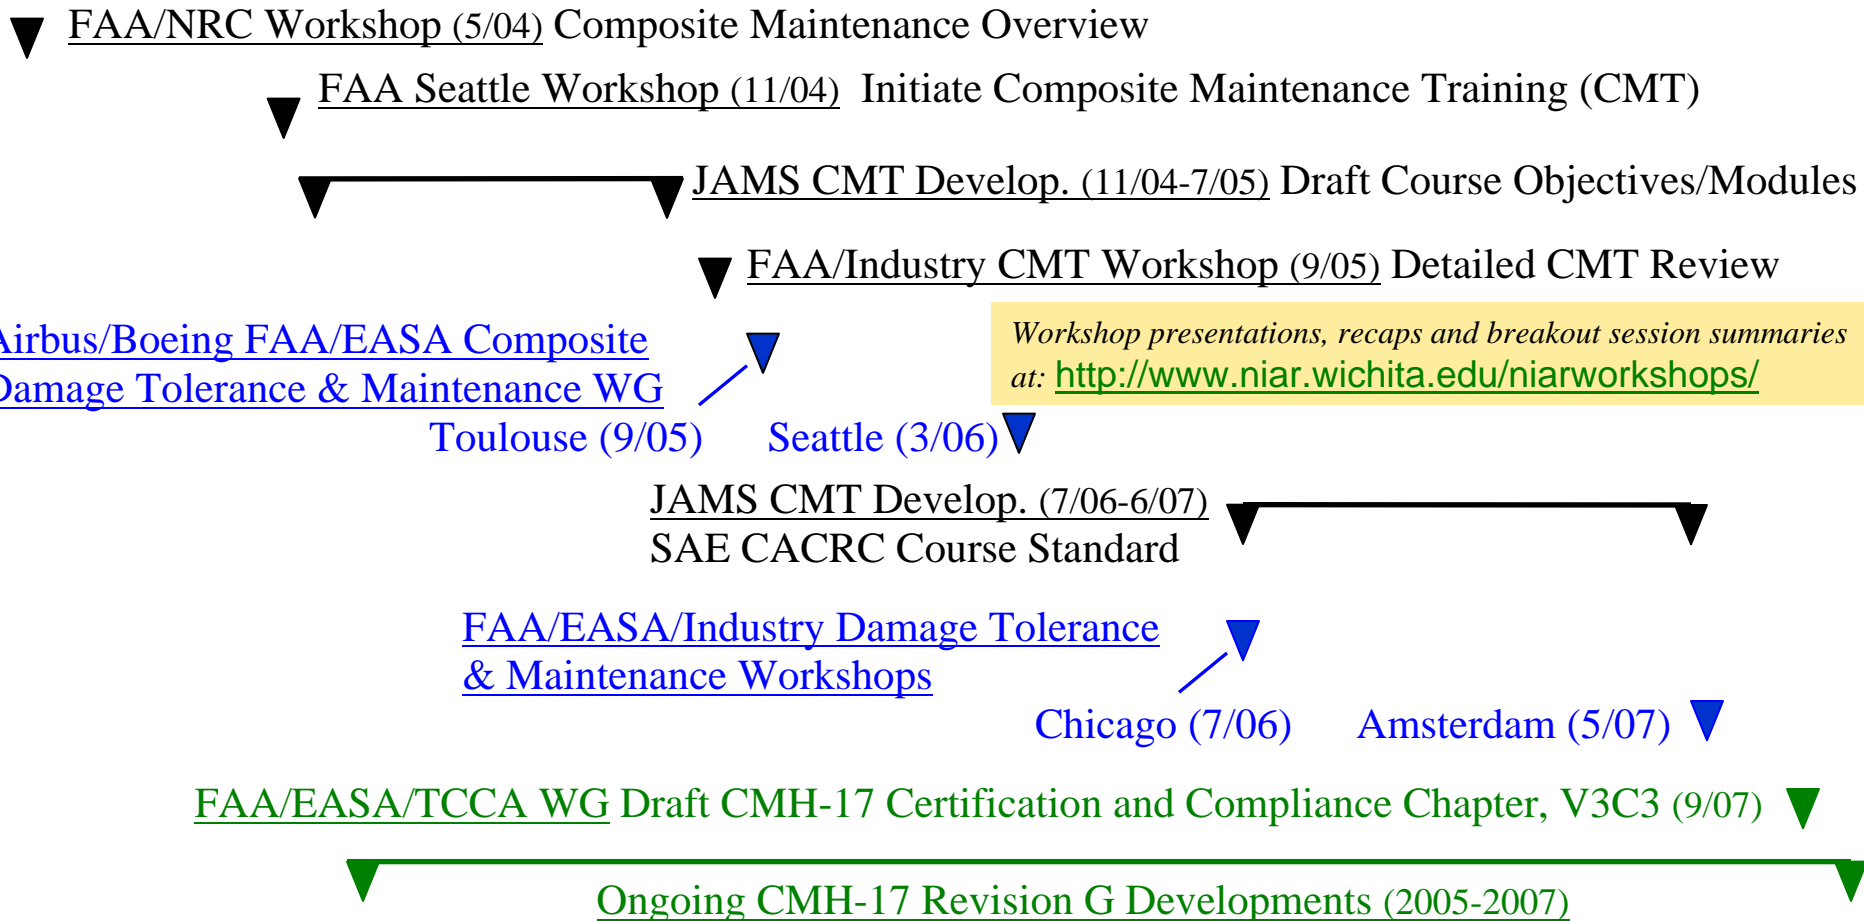 FAA/NRC Workshop (5/04) Composite Maintenance Overview
FAA Seattle Workshop (11/04) Initiate Composite Maintenance Training (CMT)
JAMS CMT Develop. (11/04-7/05) Draft Course Objectives/Modules
FAA/Industry CMT Workshop (9/05) Detailed CMT Review
Airbus/Boeing FAA/EASA Composite
Damage Tolerance & Maintenance WG
Workshop presentations, recaps and breakout session summaries
at: http://www.niar.wichita.edu/niarworkshops/
Toulouse (9/05) Seattle (3/06)
JAMS CMT Develop. (7/06-6/07)
SAE CACRC Course Standard
FAA/EASA/Industry Damage Tolerance
& Maintenance Workshops
Chicago (7/06) Amsterdam (5/07)
FAA/EASA/TCCA WG Draft CMH-17 Certification and Compliance Chapter, V3C3 (9/07)
Ongoing CMH-17 Revision G Developments (2005-2007)